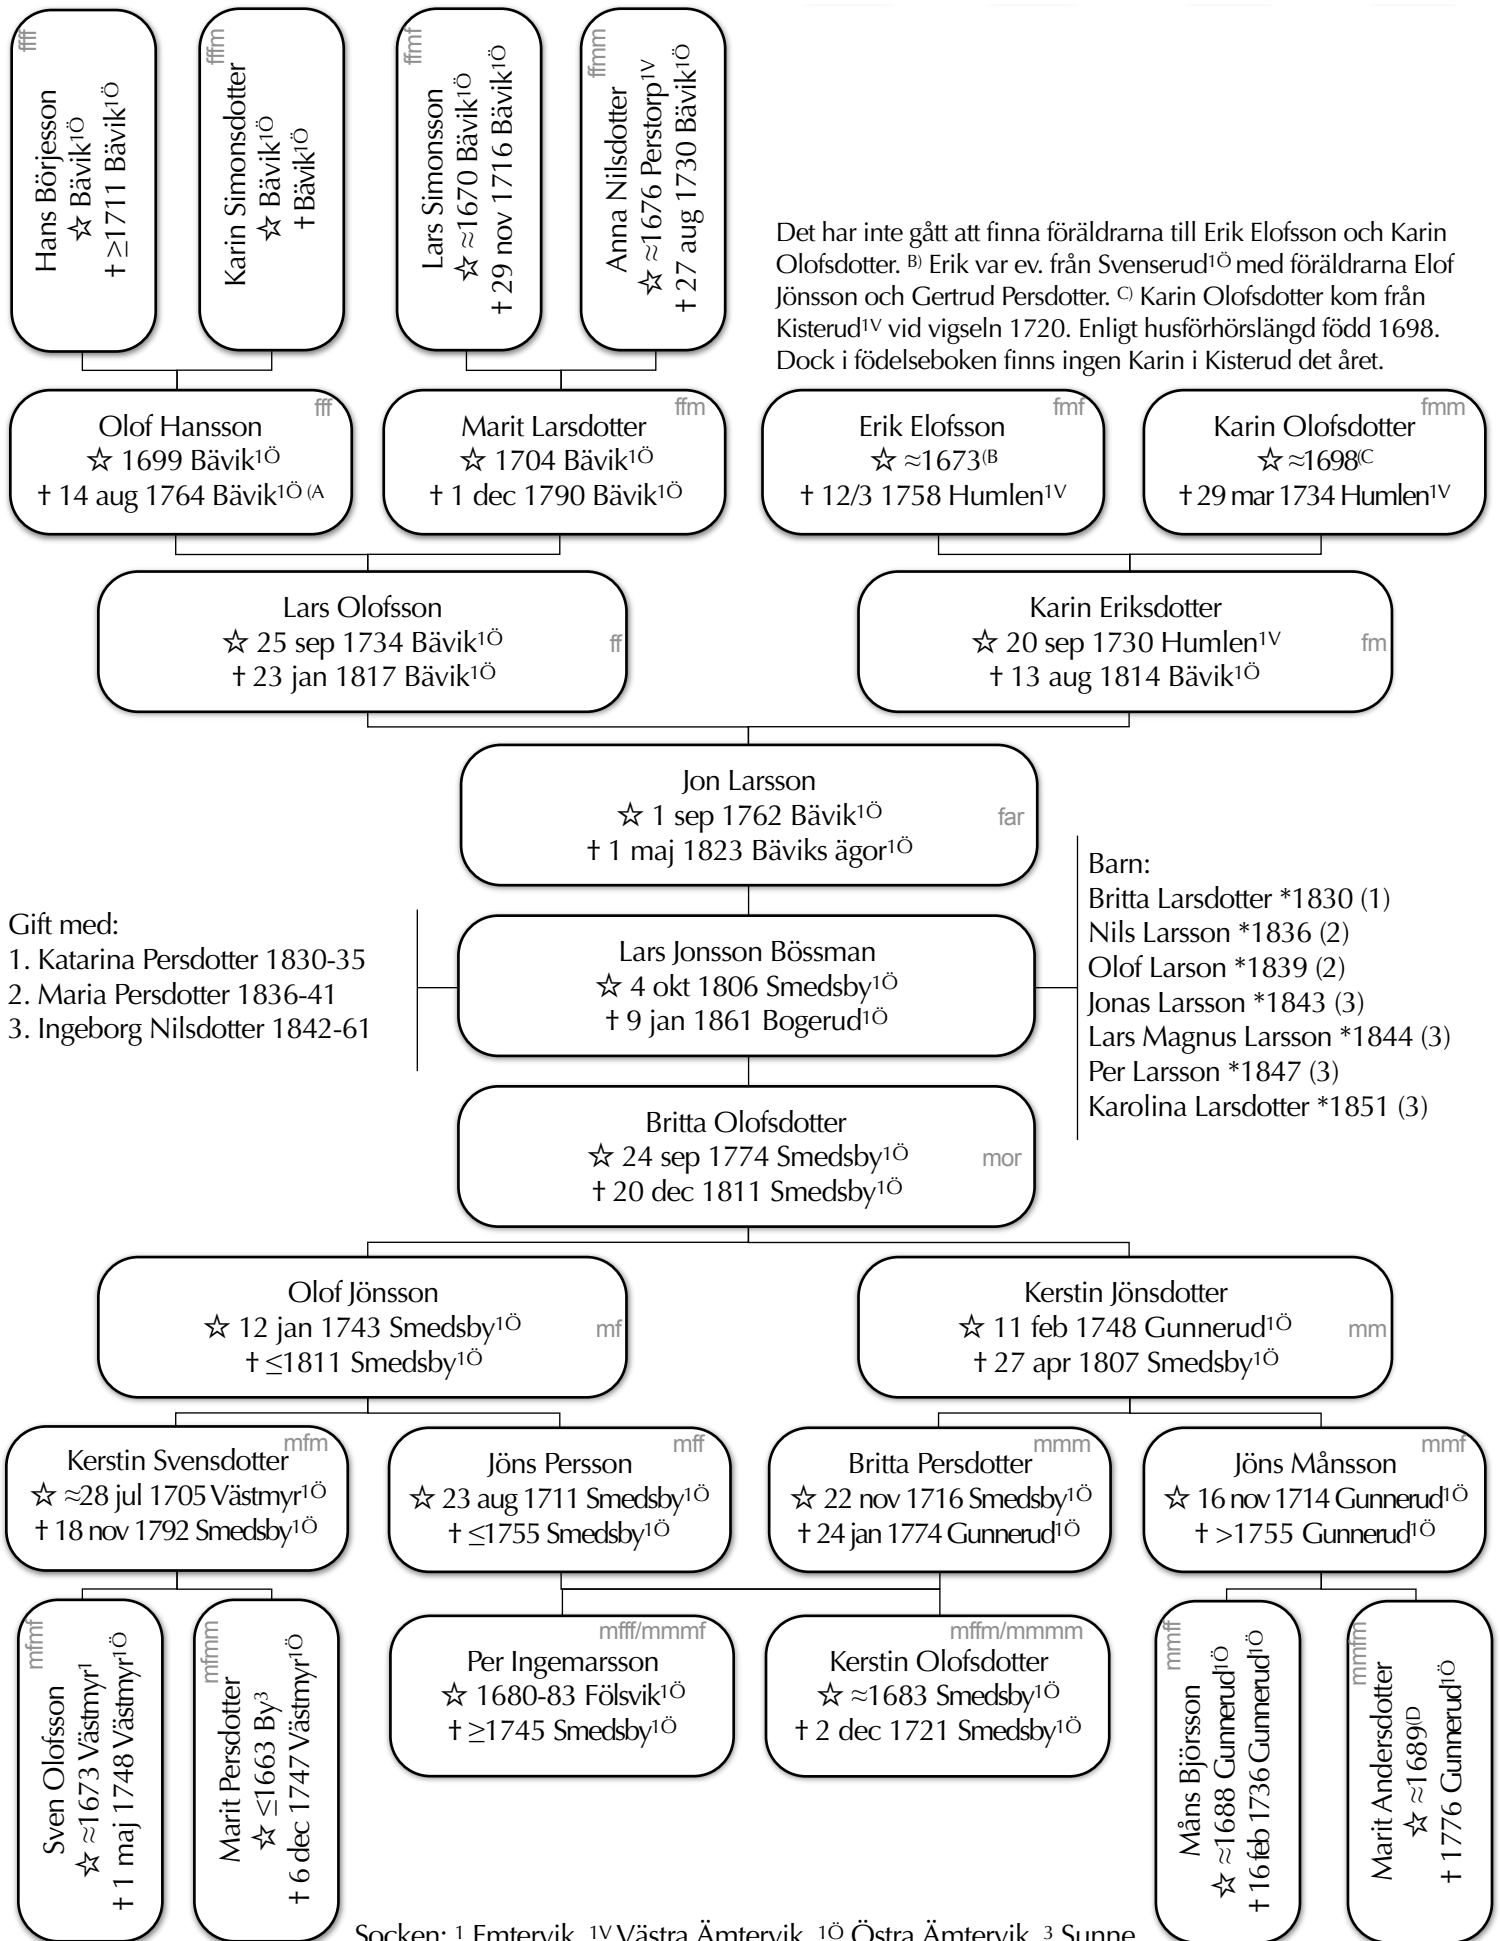 ffff
Hans Börjesson
☆ Bävik1Ö
† ≥1711 Bävik1Ö
fffm
Karin Simonsdotter
☆ Bävik1Ö
† Bävik1Ö
ffmf
Lars Simonsson
☆ ≈1670 Bävik1Ö
† 29 nov 1716 Bävik1Ö
ffmm
Anna Nilsdotter
☆ ≈1676 Perstorp1V
† 27 aug 1730 Bävik1Ö
Det har inte gått att finna föräldrarna till Erik Elofsson och Karin
Olofsdotter. B) Erik var ev. från Svenserud1Ö med föräldrarna Elof
Jönsson och Gertrud Persdotter. C) Karin Olofsdotter kom från
Kisterud1V vid vigseln 1720. Enligt husförhörslängd född 1698.
Dock i födelseboken finns ingen Karin i Kisterud det året.
fff
Olof Hansson
☆ 1699 Bävik1Ö
† 14 aug 1764 Bävik1Ö (A
ffm
Marit Larsdotter
☆ 1704 Bävik1Ö
† 1 dec 1790 Bävik1Ö
fmf
Erik Elofsson
☆ ≈1673(B
† 12/3 1758 Humlen1V
fmm
Karin Olofsdotter
☆ ≈1698(C
† 29 mar 1734 Humlen1V
Lars Olofsson
☆ 25 sep 1734 Bävik1Ö
ff
† 23 jan 1817 Bävik1Ö
Karin Eriksdotter
☆ 20 sep 1730 Humlen1V
fm
† 13 aug 1814 Bävik1Ö
Jon Larsson
☆ 1 sep 1762 Bävik1Ö
far
† 1 maj 1823 Bäviks ägor1Ö
Gift med:
1. Katarina Persdotter 1830-35
2. Maria Persdotter 1836-41
3. Ingeborg Nilsdotter 1842-61
Lars Jonsson Bössman
☆ 4 okt 1806 Smedsby1Ö
† 9 jan 1861 Bogerud1Ö
Barn:
Britta Larsdotter *1830 (1)
Nils Larsson *1836 (2)
Olof Larson *1839 (2)
Jonas Larsson *1843 (3)
Lars Magnus Larsson *1844 (3)
Per Larsson *1847 (3)
Karolina Larsdotter *1851 (3)
Britta Olofsdotter
☆ 24 sep 1774 Smedsby1Ö
mor
† 20 dec 1811 Smedsby1Ö
Olof Jönsson
☆ 12 jan 1743 Smedsby1Ö
mf
† ≤1811 Smedsby1Ö
Kerstin Jönsdotter
☆ 11 feb 1748 Gunnerud1Ö
mm
† 27 apr 1807 Smedsby1Ö
mfm
Kerstin Svensdotter
☆ ≈28 jul 1705 Västmyr1Ö
† 18 nov 1792 Smedsby1Ö
mff
Jöns Persson
☆ 23 aug 1711 Smedsby1Ö
† ≤1755 Smedsby1Ö
mmm
Britta Persdotter
☆ 22 nov 1716 Smedsby1Ö
† 24 jan 1774 Gunnerud1Ö
mmf
Jöns Månsson
☆ 16 nov 1714 Gunnerud1Ö
† >1755 Gunnerud1Ö
mfmf
Sven Olofsson
☆ ≈1673 Västmyr1
† 1 maj 1748 Västmyr1Ö
mfmm
Marit Persdotter
☆ ≤1663 By3
† 6 dec 1747 Västmyr1Ö
mfff/mmmf
Per Ingemarsson
☆ 1680-83 Fölsvik1Ö
† ≥1745 Smedsby1Ö
mffm/mmmm
Kerstin Olofsdotter
☆ ≈1683 Smedsby1Ö
† 2 dec 1721 Smedsby1Ö
mmff
Måns Björsson
☆ ≈1688 Gunnerud1Ö
† 16 feb 1736 Gunnerud1Ö
mmfm
Marit Andersdotter
☆ ≈1689(D
† 1776 Gunnerud1Ö
Socken: 1 Emtervik, 1V Västra Ämtervik, 1Ö Östra Ämtervik, 3 Sunne